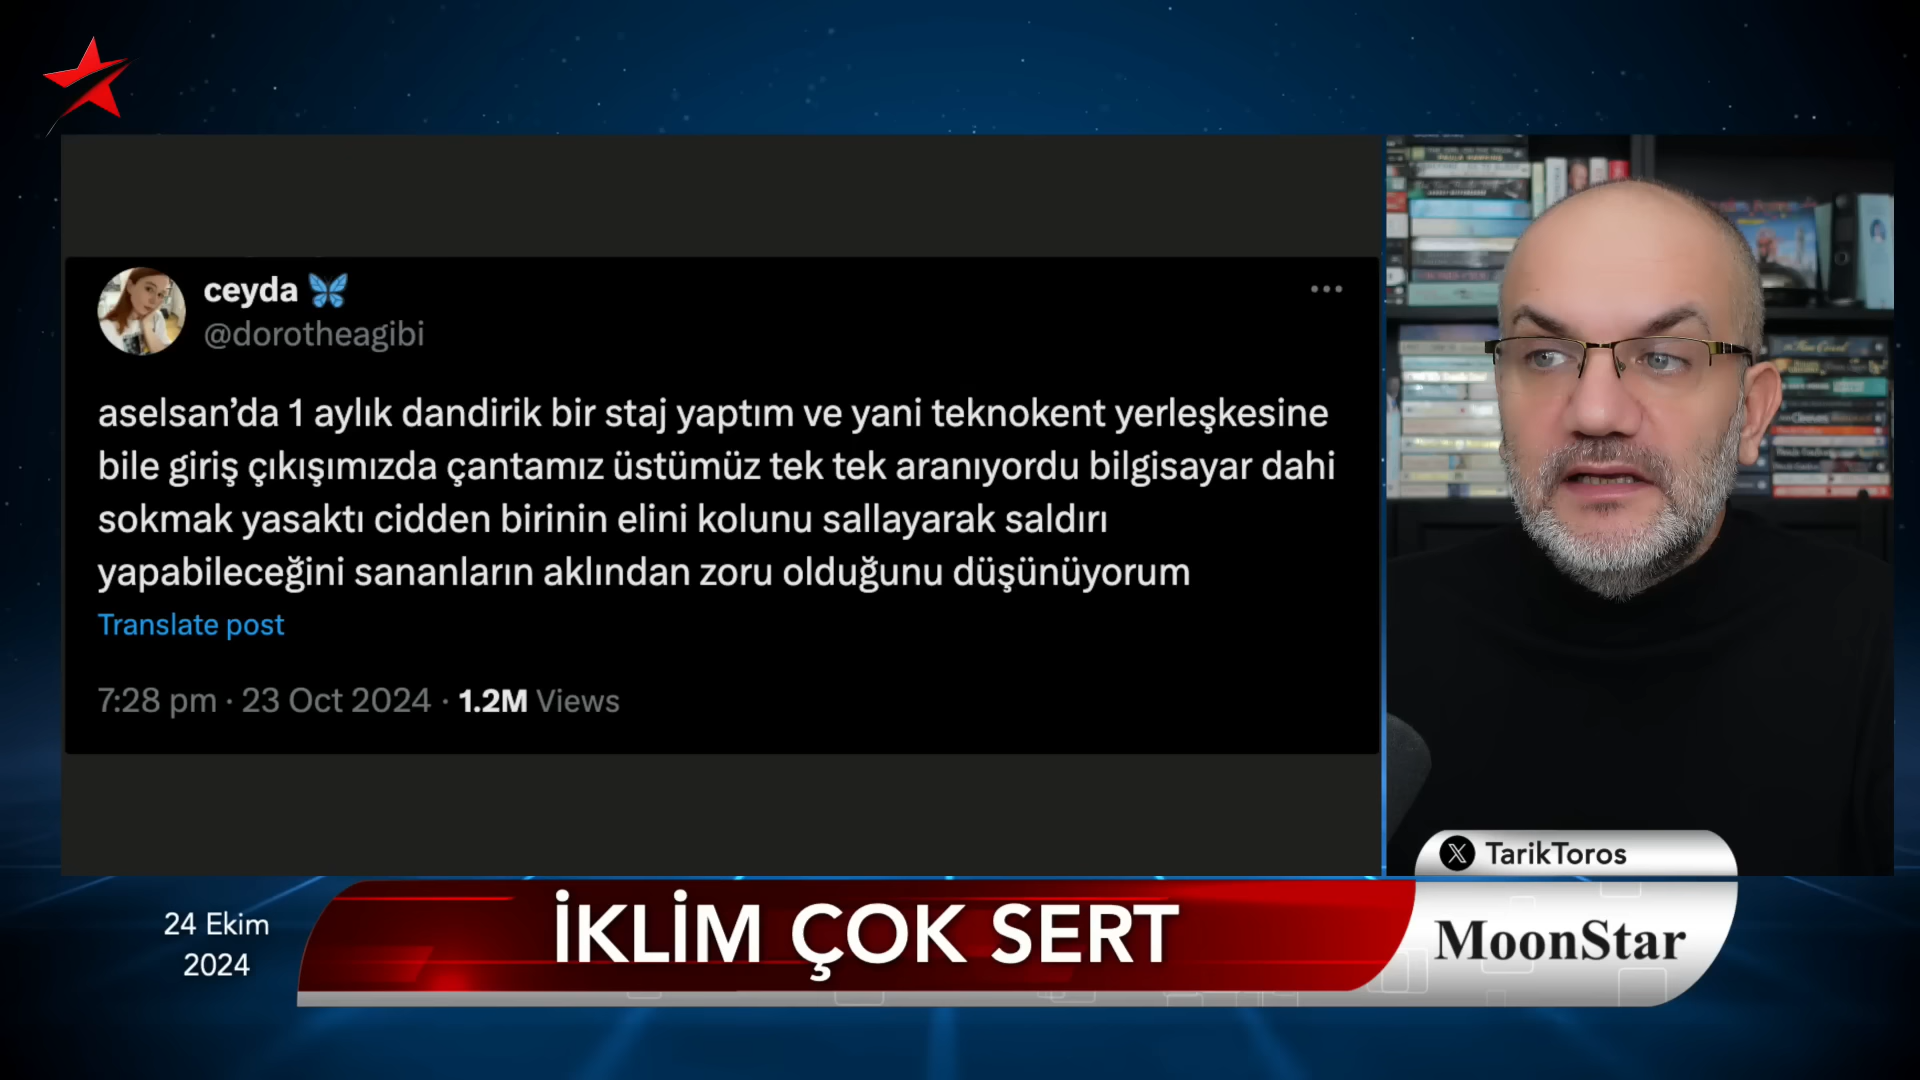 ceyda
@dorotheagibi
aselsan’da 1 aylık dandirik bir staj yaptım ve yani teknokent yerleşkesine
bile giriş çıkışımızda çantamız üstümüz tek tek aranıyordu bilgisayar dahi
sokmak yasaktı cidden birinin elini kolunu sallayarak saldırı
yapabileceğini sananların aklından zoru olduğunu düşünüyorum
Translate post
7:28 pm · 23 Oct 2024 · 1.2M Views
TarikToros
24 Ekim
2024
İKLİM ÇOK SERT
MoonStar